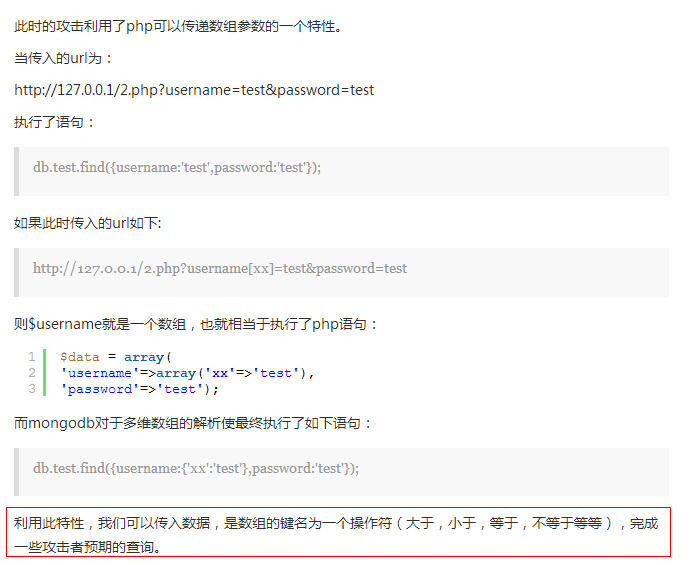 此时的攻击利用了php可以传递数组参数的一个特性。
当传入的url为：
http://127.0.0.1/2.php?username=test&password=test
执行了语句：
db.test.find({username:'test',password:'test'});
如果此时传入的url如下:
http://127.0.0.1/2.php?username[xx]=test&password=test
则$username就是一个数组，也就相当于执行了php语句：
1 $data = array(
2 'username'=>array('xx'=>'test'),
3 'password'=>'test');
而mongodb对于多维数组的解析使最终执行了如下语句：
db.test.find({username:{'xx':'test'},password:'test'});
利用此特性，我们可以传入数据，是数组的键名为一个操作符（大于，小于，等于，不等于等等），完成
一些攻击者预期的查询。